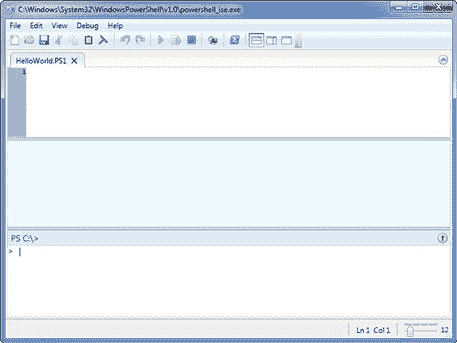 C:\Windows\System32\WindowsPowerShell\v1.0\powershell_ise.exe
File Edit View Debug Help
HelloWorld.PS1
1
PS C:\>
>
Ln 1 Col 1 12